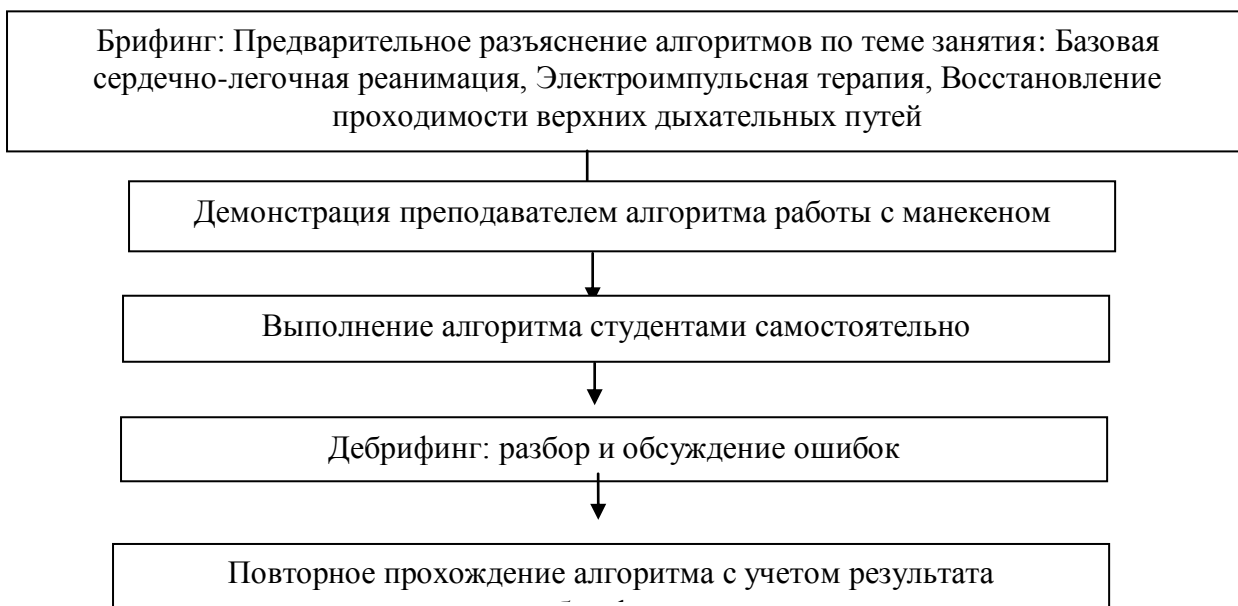 Брифинг: Предварительное разъяснение алгоритмов по теме занятия: Базовая
сердечно-легочная реанимация, Электроимпульсная терапия, Восстановление
проходимости верхних дыхательных путей
Демонстрация преподавателем алгоритма работы с манекеном
Выполнение алгоритма студентами самостоятельно
Дебрифинг: разбор и обсуждение ошибок
Повторное прохождение алгоритма с учетом результата